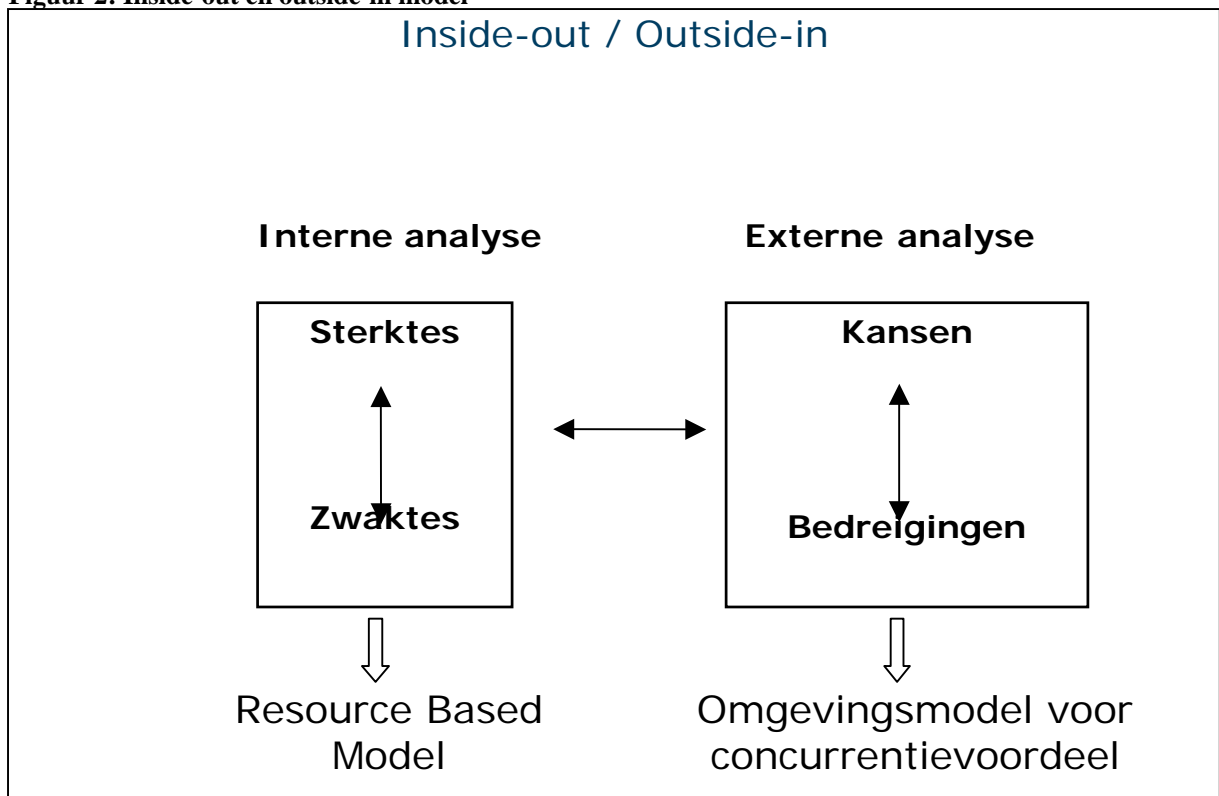 Figuur 2: Inside-out en outside-in model
Inside-out / Outside-in
Interne analyse
Externe analyse
Sterktes
Kansen
Zwaktes
Bedreigingen
Resource Based
Model
Omgevingsmodel voor
concurrentievoordeel